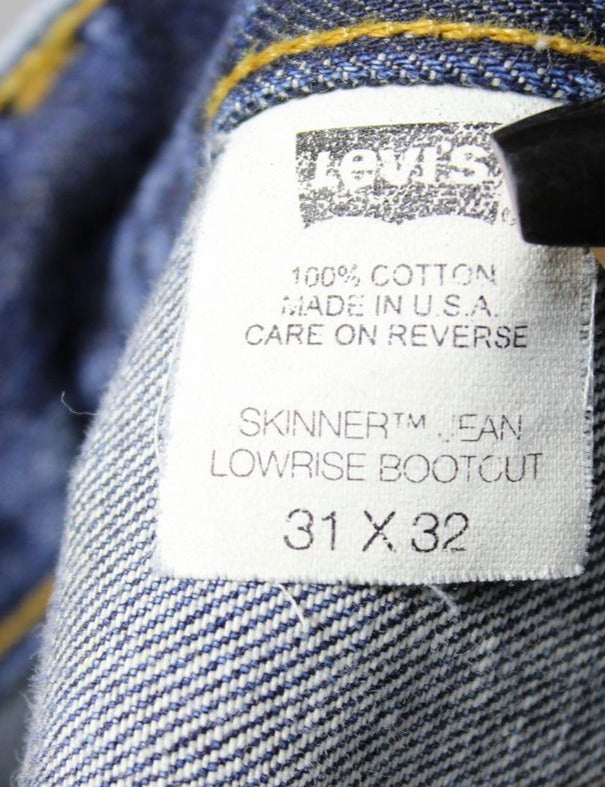 Levi's
100% COTTON
MADE IN U.S.A.
CARE ON REVERSE
SKINNER™ JEAN
LOWRISE BOOTCUT
31 X 32